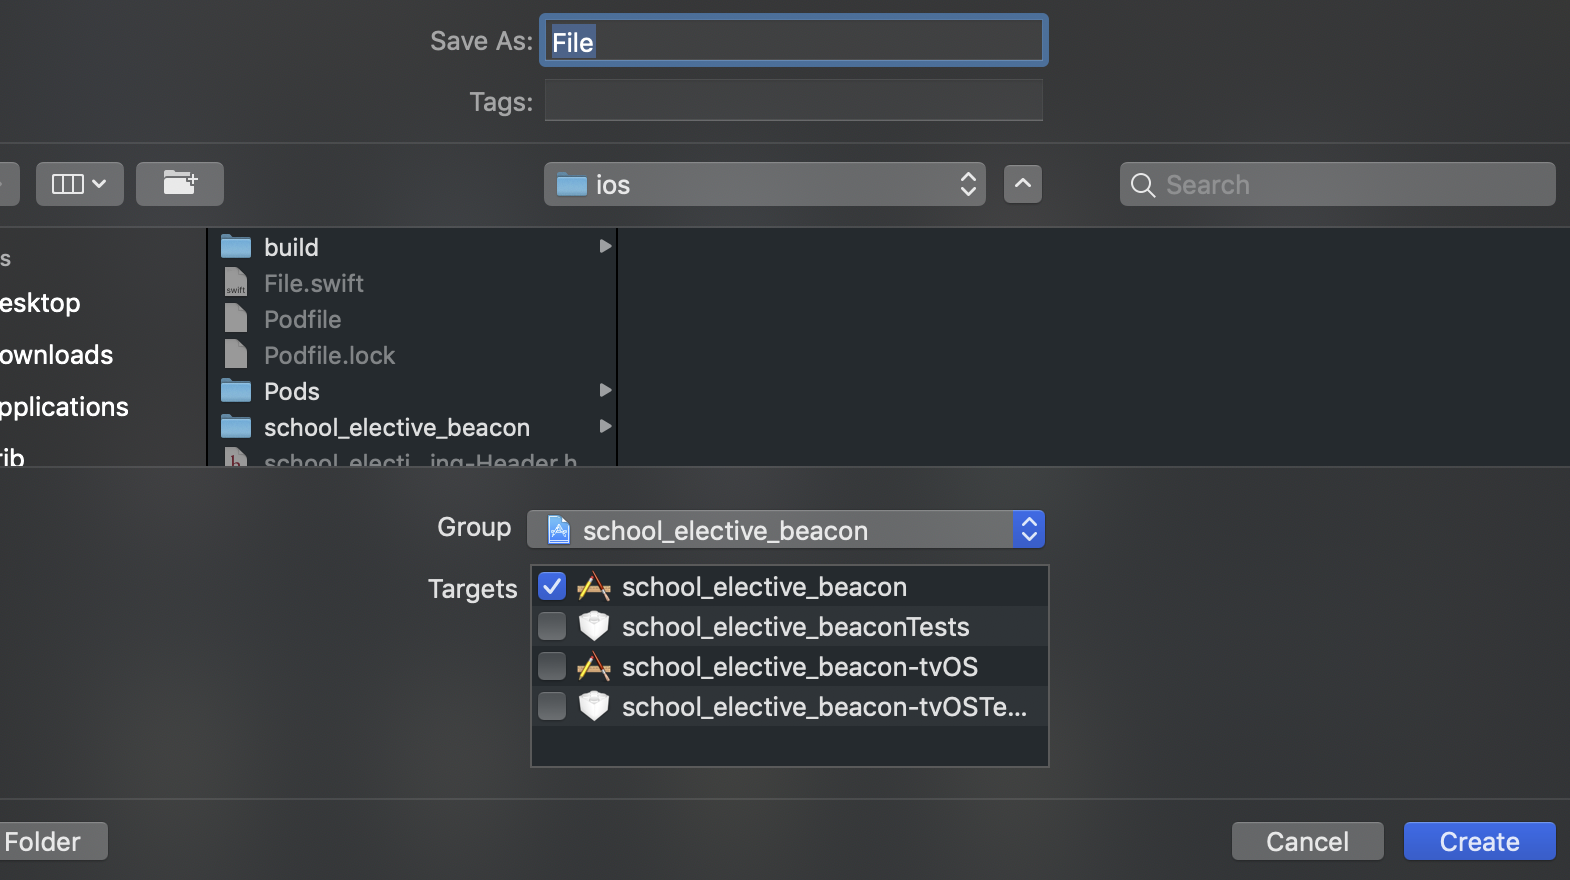 Save As: File
Tags:
ios
Search
s
esktop
ownloads
pplications
rib
build
File.swift
swift
Podfile
Podfile.lock
Pods
school_elective_beacon
h
school_electi...ing-Header.h
Group school_elective_beacon
Targets school_elective_beacon
school_elective_beaconTests
school_elective_beacon-tvOS
school_elective_beacon-tvOSTe...
Folder
Cancel
Create